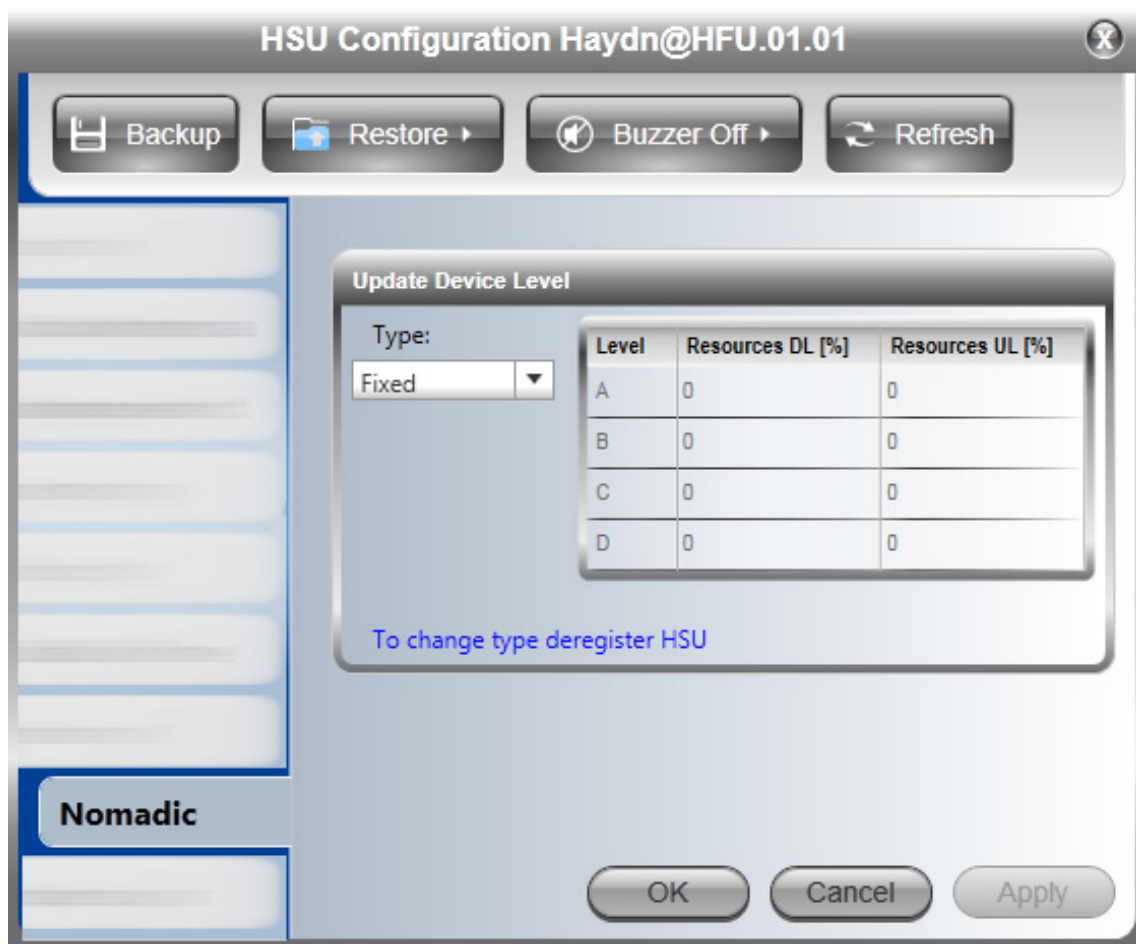 HSU Configuration Haydn@HFU.01.01
Backup Restore Buzzer Off Refresh
Update Device Level
Type:
Fixed
Level Resources DL [%] Resources UL [%]
A 0 0
B 0 0
C 0 0
D 0 0
To change type deregister HSU
Nomadic
OK Cancel Apply